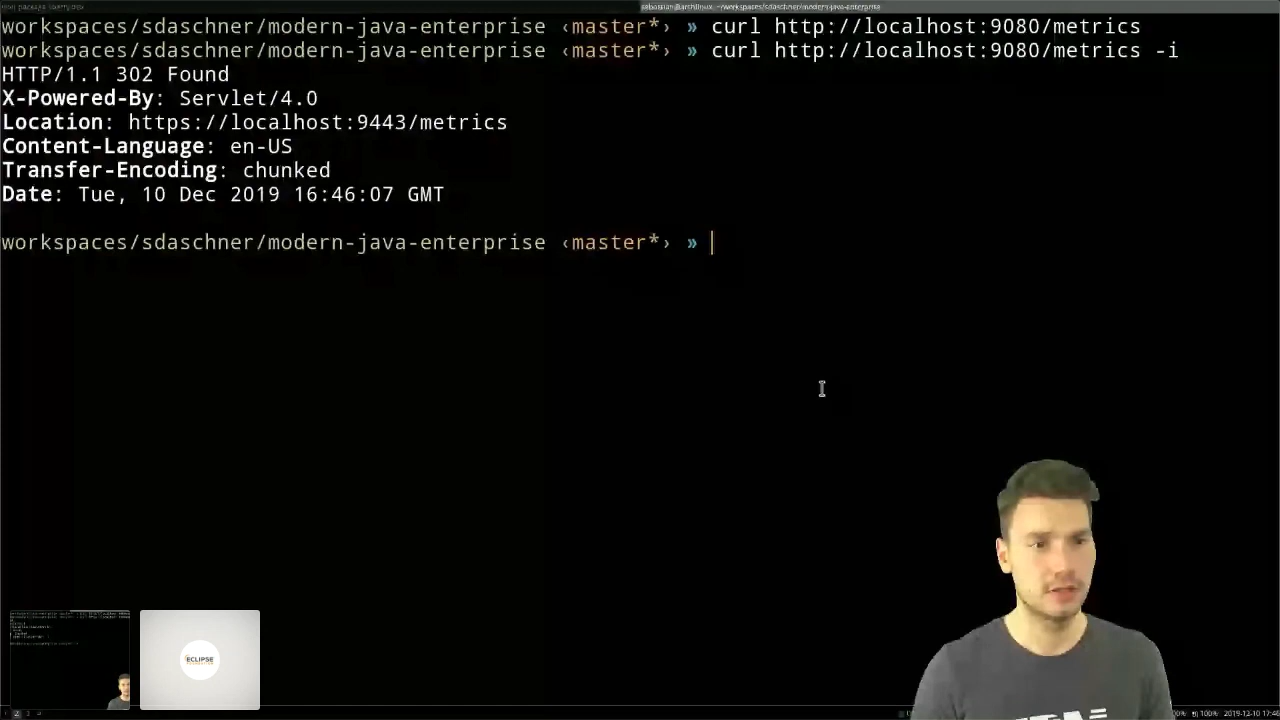 workspaces/sdaschner/modern-java-enterprise ‹master*› » curl http://localhost:9080/metrics
workspaces/sdaschner/modern-java-enterprise ‹master*› » curl http://localhost:9080/metrics -i
HTTP/1.1 302 Found
X-Powered-By: Servlet/4.0
Location: https://localhost:9443/metrics
Content-Language: en-US
Transfer-Encoding: chunked
Date: Tue, 10 Dec 2019 16:46:07 GMT
workspaces/sdaschner/modern-java-enterprise ‹master*› »
ECLIPSE
100%